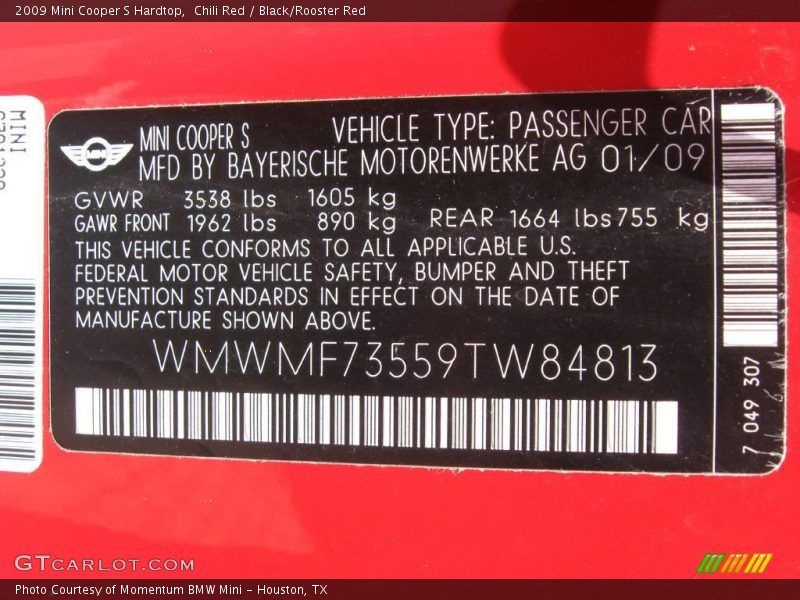 2009 Mini Cooper S Hardtop,  Chili Red / Black/Rooster Red
MINI
MINI
MINI COOPER S
VEHICLE TYPE: PASSENGER CAR
MFD BY BAYERISCHE MOTORENWERKE AG 01/09
GVWR 3538 lbs 1605 kg
GAWR FRONT 1962 lbs 890 kg REAR 1664 lbs 755 kg
THIS VEHICLE CONFORMS TO ALL APPLICABLE U.S.
FEDERAL MOTOR VEHICLE SAFETY, BUMPER AND THEFT
PREVENTION STANDARDS IN EFFECT ON THE DATE OF
MANUFACTURE SHOWN ABOVE.
WMWMF73559TW84813
7 049 307
GTCARLOT.COM
Photo Courtesy of Momentum BMW Mini - Houston, TX